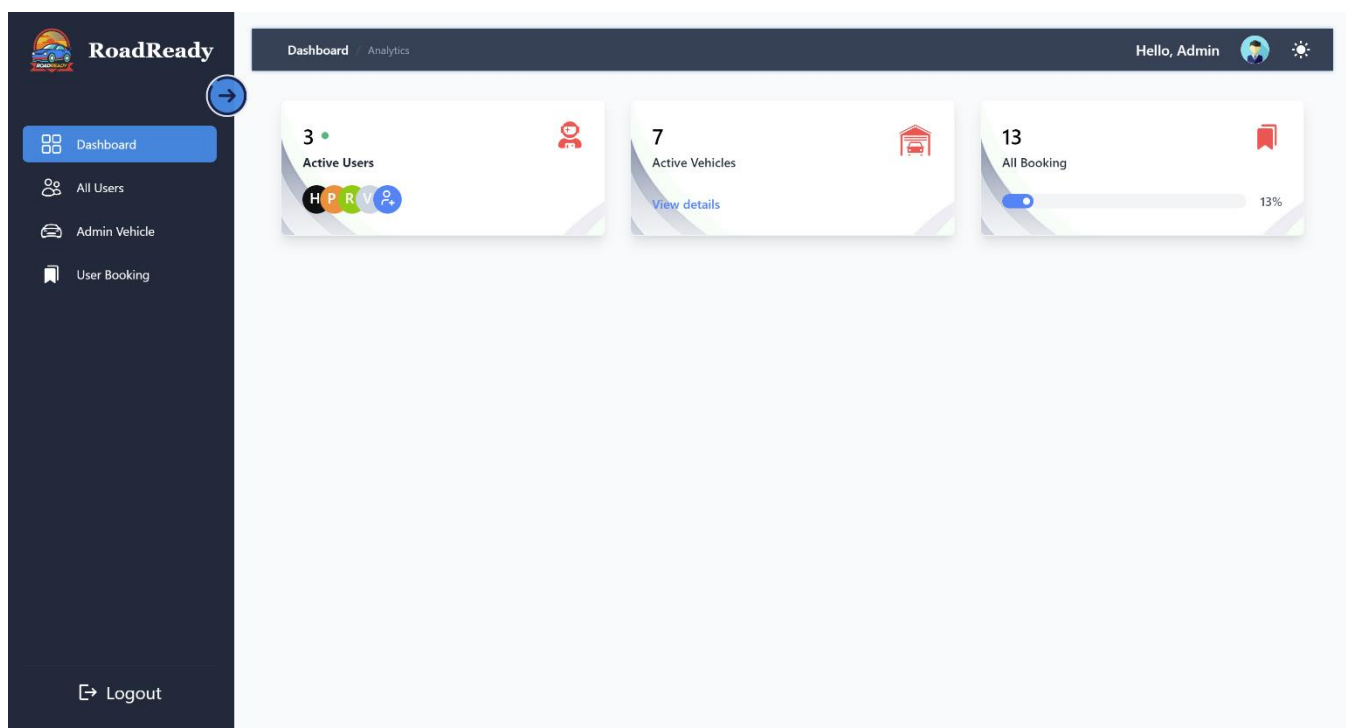 RoadReady
ROADREADY
Dashboard
All Users
Admin Vehicle
User Booking
Logout
Dashboard / Analytics
Hello, Admin
3
Active Users
H P R V
7
Active Vehicles
View details
13
All Booking
13%